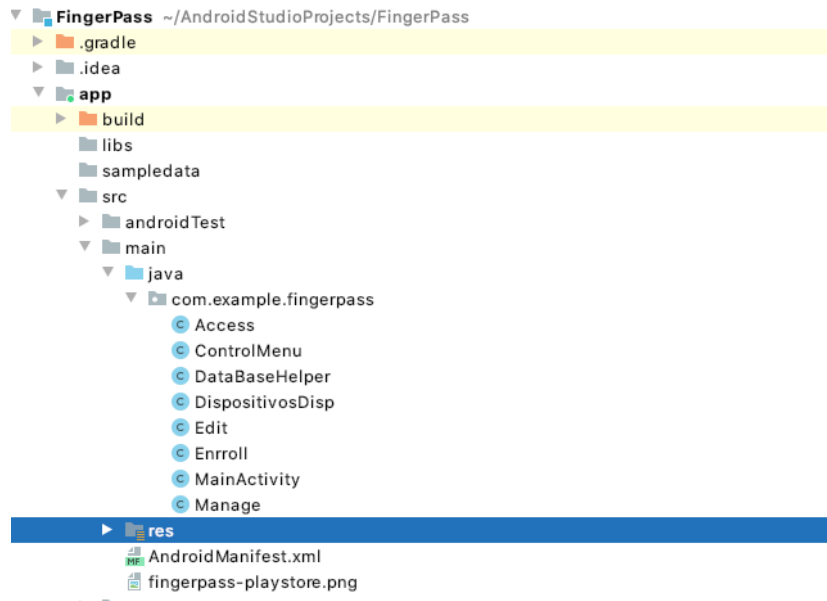 FingerPass ~/AndroidStudioProjects/FingerPass
.gradle
.idea
app
build
libs
sampledata
src
androidTest
main
java
com.example.fingerpass
C Access
C ControlMenu
C DataBaseHelper
C DispositivosDisp
C Edit
C Enrroll
C MainActivity
C Manage
res
MF AndroidManifest.xml
fingerpass-playstore.png